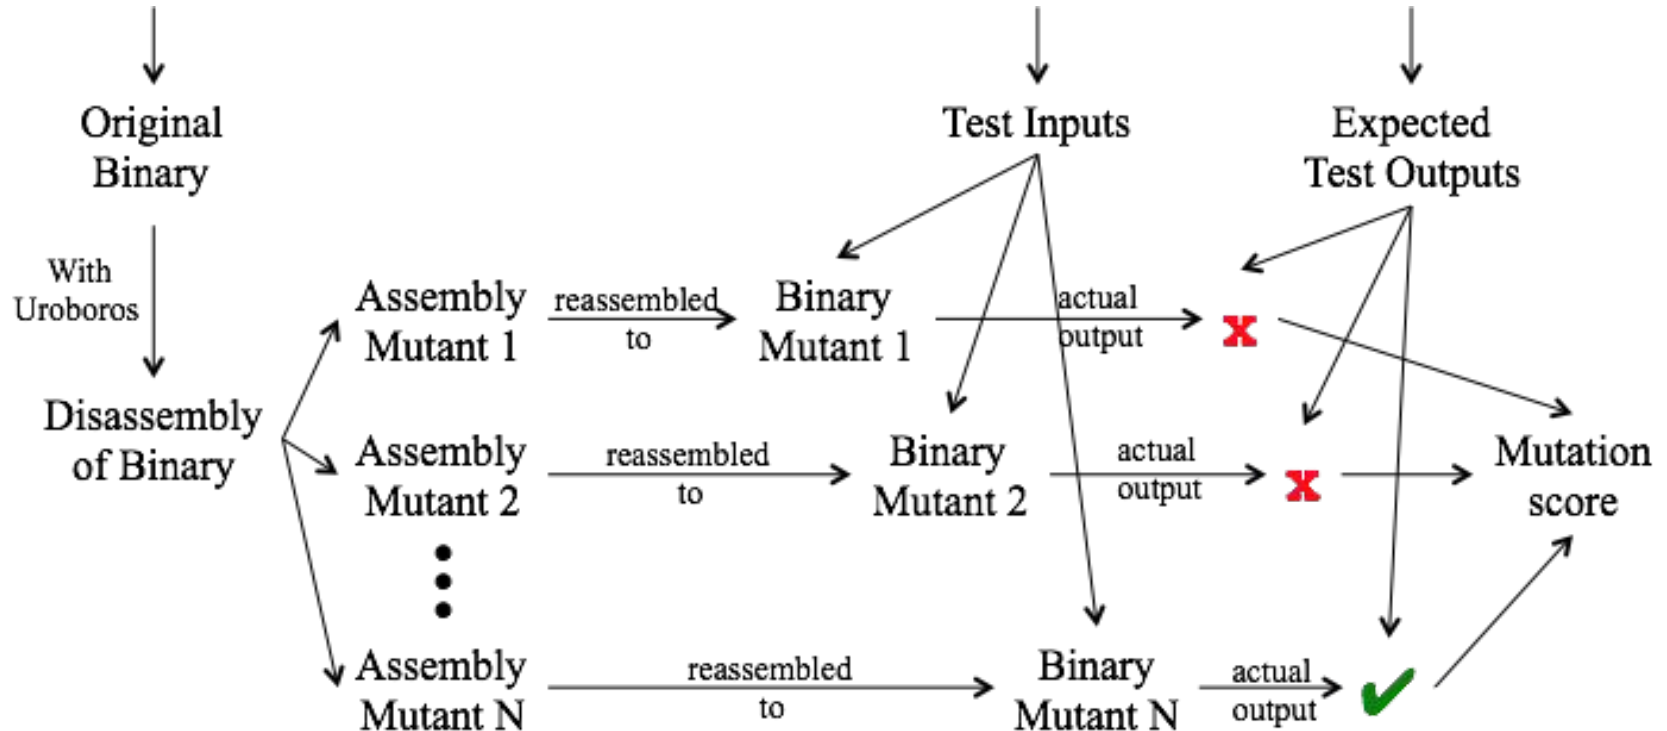 Original
Binary
Test Inputs
Expected
Test Outputs
With
Uroboros
Assembly
Mutant 1
reassembled
to
Binary
Mutant 1
actual
output
x
Disassembly
of Binary
Assembly
Mutant 2
reassembled
to
Binary
Mutant 2
actual
output
x
Mutation
score
Assembly
Mutant N
reassembled
to
Binary
Mutant N
actual
output